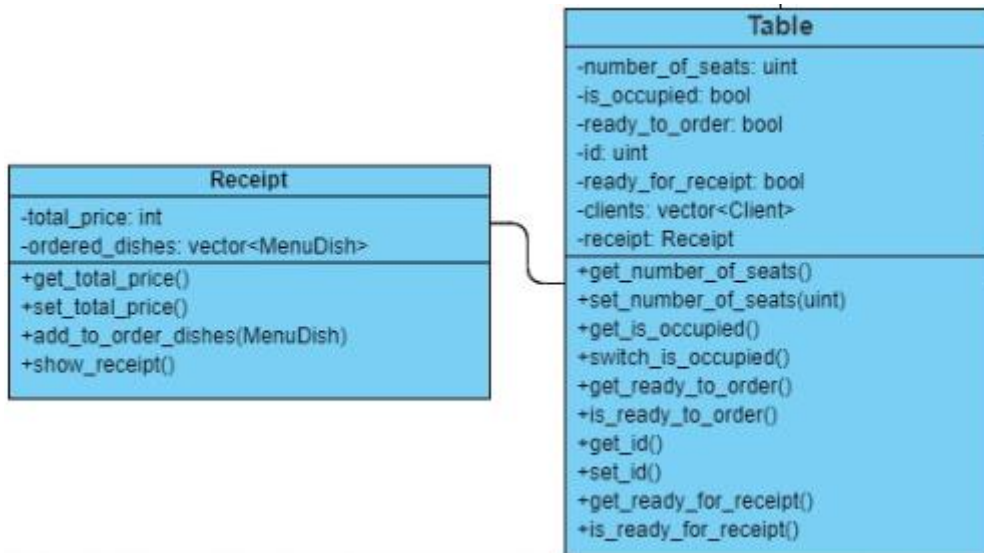 Receipt
-total_price: int
-ordered_dishes: vector<MenuDish>
+get_total_price()
+set_total_price()
+add_to_order_dishes(MenuDish)
+show_receipt()
Table
-number_of_seats: uint
-is_occupied: bool
-ready_to_order: bool
-id: uint
-ready_for_receipt: bool
-clients: vector<Client>
-receipt: Receipt
+get_number_of_seats()
+set_number_of_seats(uint)
+get_is_occupied()
+switch_is_occupied()
+get_ready_to_order()
+is_ready_to_order()
+get_id()
+set_id()
+get_ready_for_receipt()
+is_ready_for_receipt()